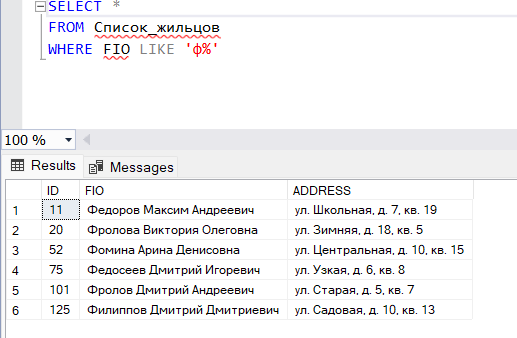 SELECT *
FROM Список_жильцов
WHERE FIO LIKE 'ф%'
100 %
Results Messages
ID FIO ADDRESS
1 11 Федоров Максим Андреевич ул. Школьная, д. 7, кв. 19
2 20 Фролова Виктория Олеговна ул. Зимняя, д. 18, кв. 5
3 52 Фомина Арина Денисовна ул. Центральная, д. 10, кв. 15
4 75 Федосеев Дмитрий Игоревич ул. Узкая, д. 6, кв. 8
5 101 Фролов Дмитрий Андреевич ул. Старая, д. 5, кв. 7
6 125 Филиппов Дмитрий Дмитриевич ул. Садовая, д. 10, кв. 13